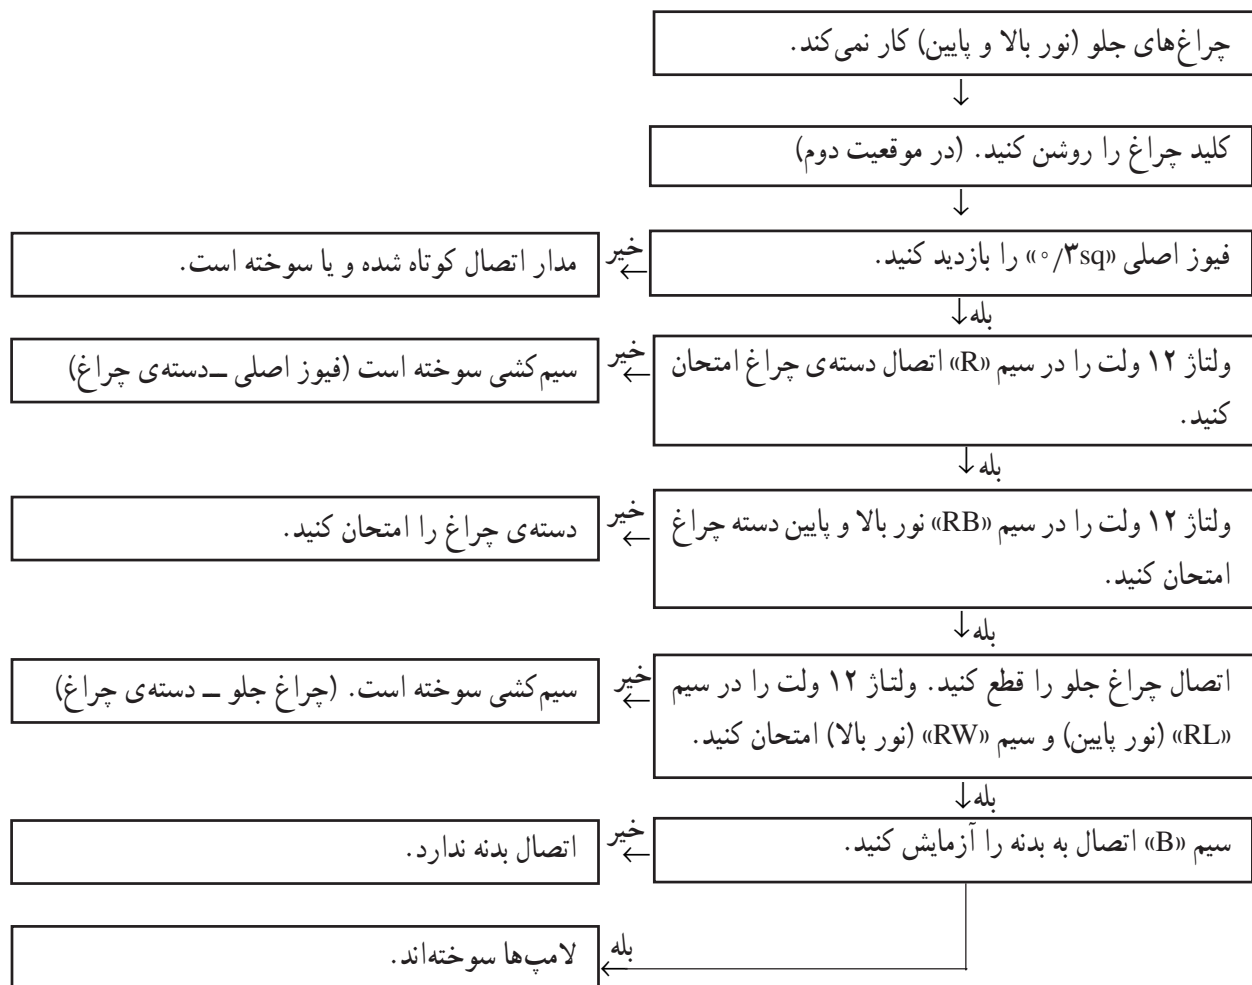 چراغ‌های جلو (نور بالا و پایین) کار نمی‌کند.
↓
کلید چراغ را روشن کنید. (در موقعیت دوم)
↓
فیوز اصلی «۰/۳sq» را بازدید کنید.
خیر ←
مدار اتصال کوتاه شده و یا سوخته است.
بله ↓
ولتاژ ۱۲ ولت را در سیم «R» اتصال دسته‌ی چراغ امتحان
کنید.
خیر ←
سیم‌کشی سوخته است (فیوز اصلی ــ دسته‌ی چراغ)
بله ↓
ولتاژ ۱۲ ولت را در سیم «RB» نور بالا و پایین دسته چراغ
امتحان کنید.
خیر ←
دسته‌ی چراغ را امتحان کنید.
بله ↓
اتصال چراغ جلو را قطع کنید. ولتاژ ۱۲ ولت را در سیم
«RL» (نور پایین) و سیم «RW» (نور بالا) امتحان کنید.
خیر ←
سیم‌کشی سوخته است. (چراغ جلو ــ دسته‌ی چراغ)
بله ↓
سیم «B» اتصال به بدنه را آزمایش کنید.
خیر ←
اتصال بدنه ندارد.
بله ←
لامپ‌ها سوخته‌اند.